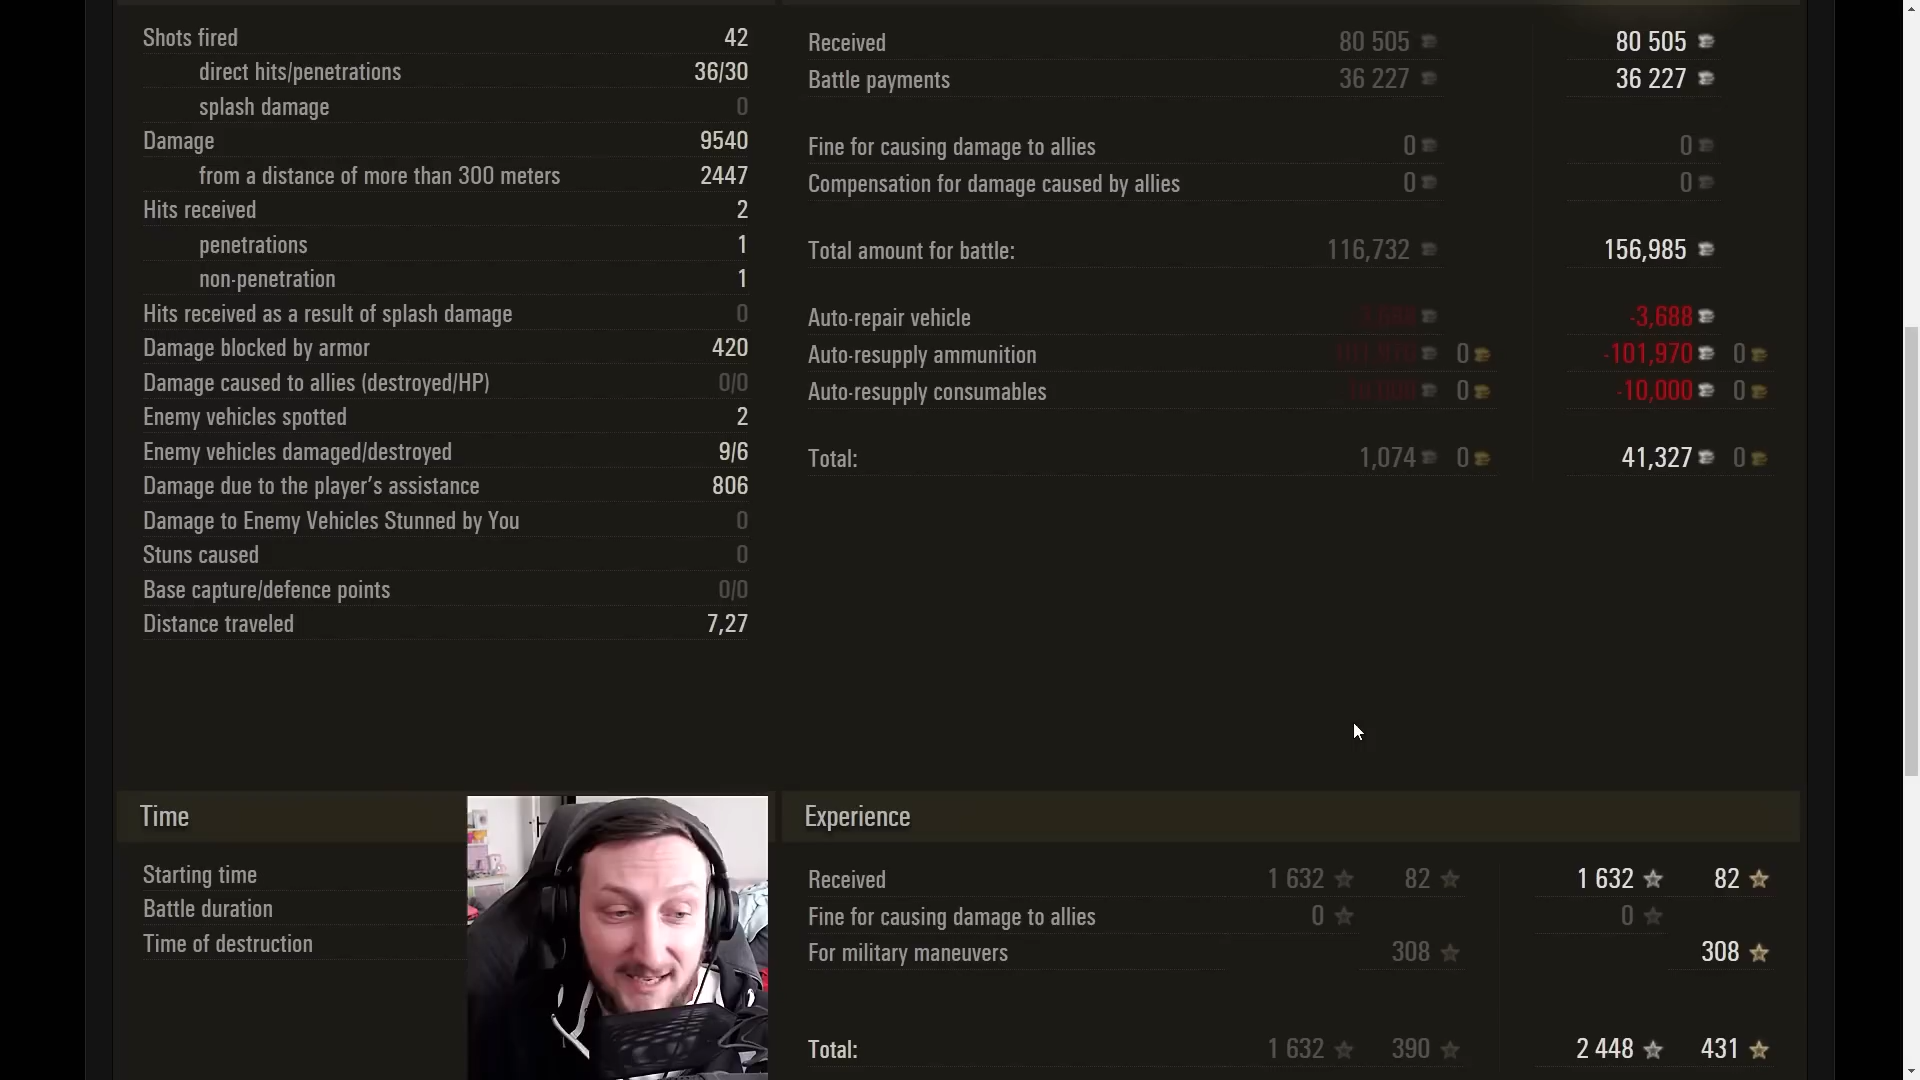 Shots fired 42
direct hits/penetrations 36/30
splash damage 0
Damage 9540
from a distance of more than 300 meters 2447
Hits received 2
penetrations 1
non-penetration 1
Hits received as a result of splash damage 0
Damage blocked by armor 420
Damage caused to allies (destroyed/HP) 0/0
Enemy vehicles spotted 2
Enemy vehicles damaged/destroyed 9/6
Damage due to the player’s assistance 806
Damage to Enemy Vehicles Stunned by You 0
Stuns caused 0
Base capture/defence points 0/0
Distance traveled 7,27
Received 80 505 80 505
Battle payments 36 227 36 227
Fine for causing damage to allies 0 0
Compensation for damage caused by allies 0 0
Total amount for battle: 116,732 156,985
Auto-repair vehicle -3,688 -3,688
Auto-resupply ammunition -101,970 0 -101,970 0
Auto-resupply consumables -10,000 0 -10,000 0
Total: 1,074 0 41,327 0
Time
Starting time
Battle duration
Time of destruction
Experience
Received 1 632 82 1 632 82
Fine for causing damage to allies 0 0
For military maneuvers 308 308
Total: 1 632 390 2 448 431